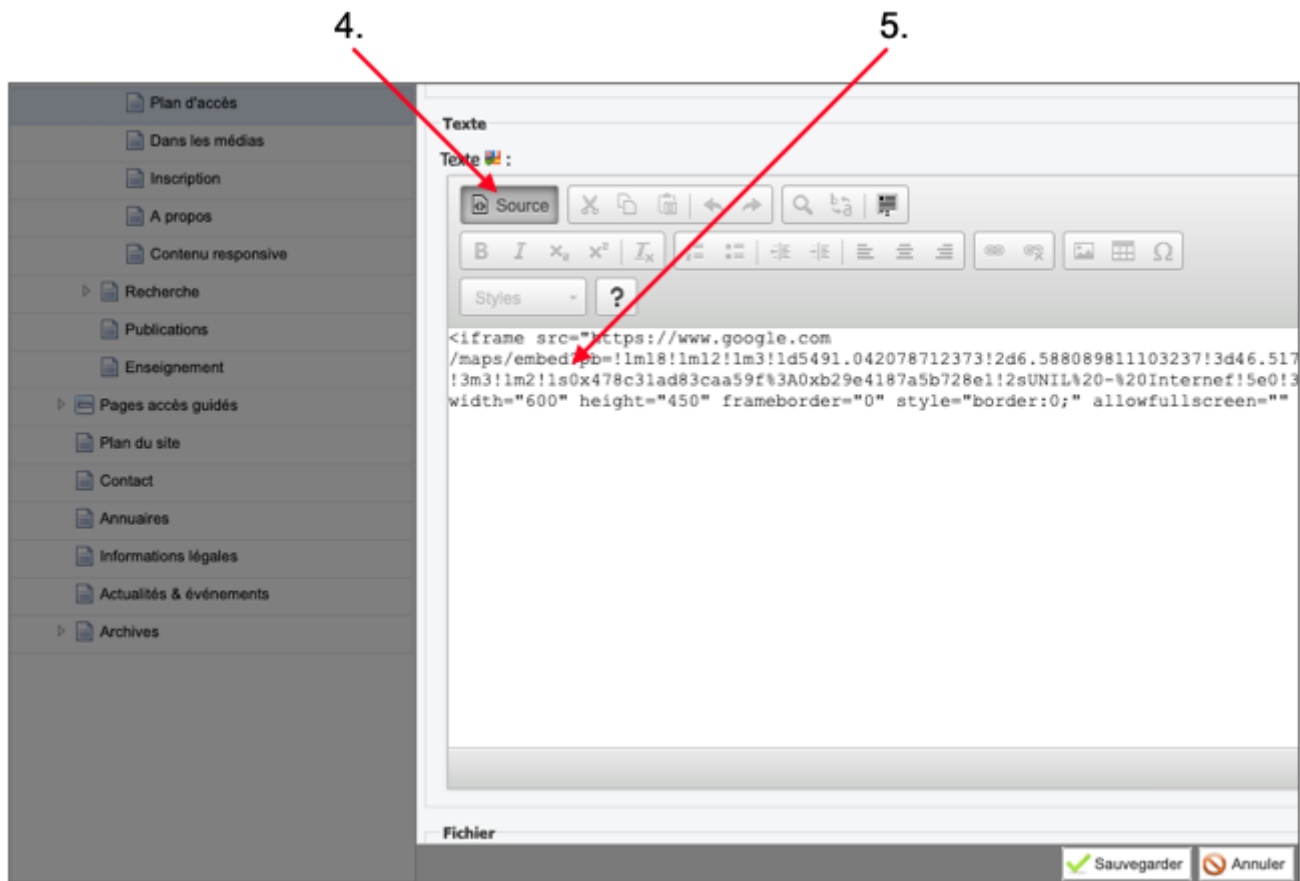 4.
5.
Plan d'accès
Dans les médias
Inscription
A propos
Contenu responsive
Recherche
Publications
Enseignement
Pages accès guidés
Plan du site
Contact
Annuaires
Informations légales
Actualités & événements
Archives
Texte
Texte :
Source
B I x₂ x² Iₓ
Styles
?
<iframe src="https://www.google.com
/maps/embed?pb=!1m18!1m12!1m3!1d5491.042078712373!2d6.588089811103237!3d46.517
!3m3!1m2!1s0x478c31ad83caa59f%3A0xb29e4187a5b728e1!2sUNIL%20-%20Internef!5e0!3
width="600" height="450" frameborder="0" style="border:0;" allowfullscreen=""
Fichier
Sauvegarder
Annuler